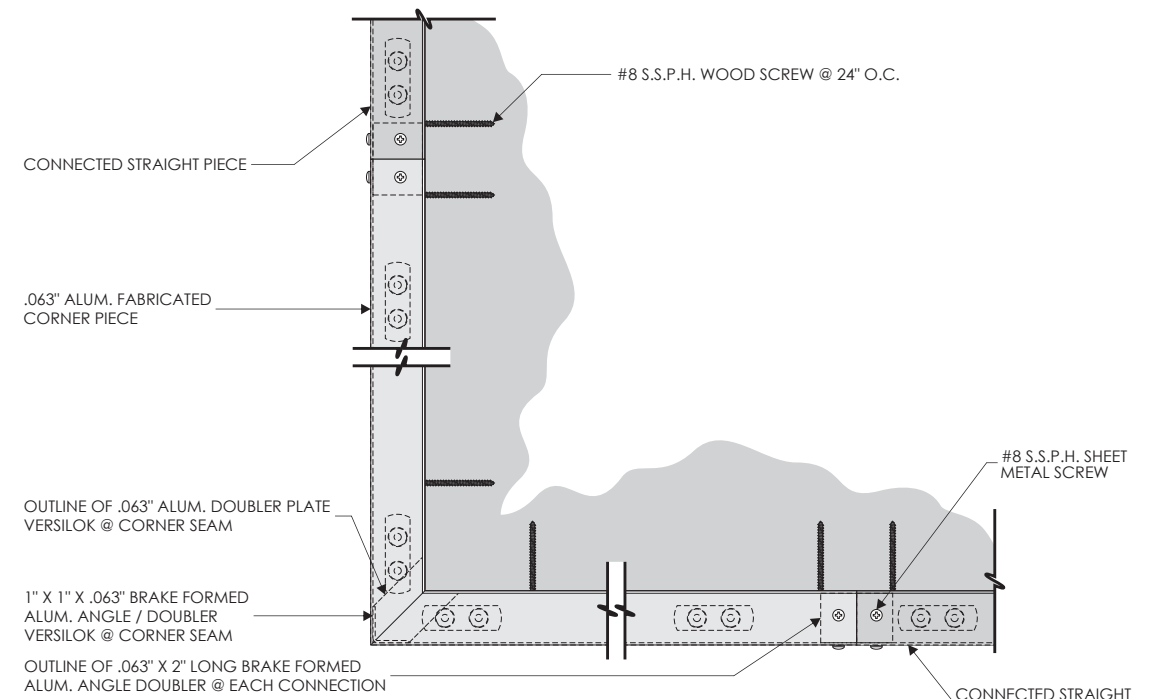 #8 S.S.P.H. WOOD SCREW @ 24" O.C.
CONNECTED STRAIGHT PIECE
.063" ALUM. FABRICATED
CORNER PIECE
#8 S.S.P.H. SHEET
METAL SCREW
OUTLINE OF .063" ALUM. DOUBLER PLATE
VERSILOK @ CORNER SEAM
1" X 1" X .063" BRAKE FORMED
ALUM. ANGLE / DOUBLER
VERSILOK @ CORNER SEAM
OUTLINE OF .063" X 2" LONG BRAKE FORMED
ALUM. ANGLE DOUBLER @ EACH CONNECTION
CONNECTED STRAIGHT